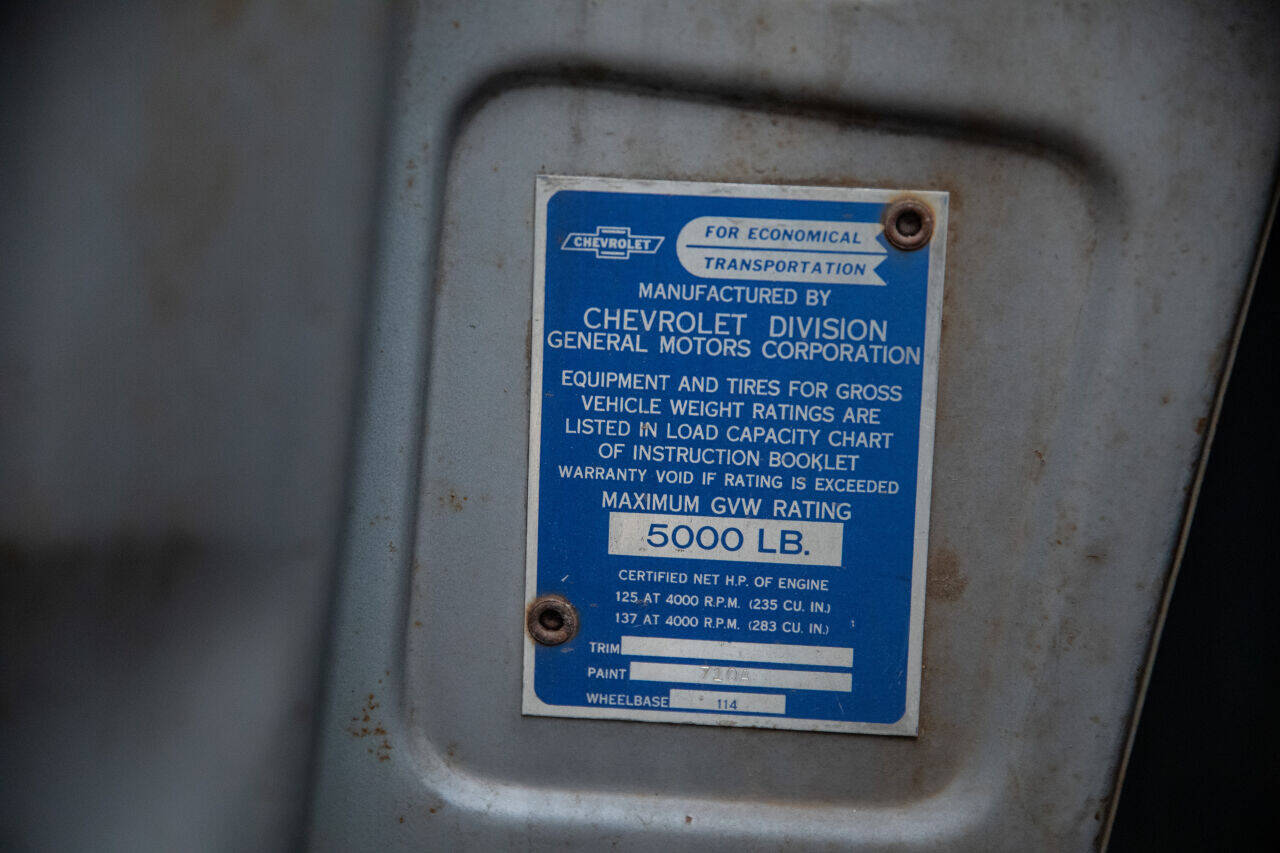 CHEVROLET
FOR ECONOMICAL
TRANSPORTATION
MANUFACTURED BY
CHEVROLET DIVISION
GENERAL MOTORS CORPORATION
EQUIPMENT AND TIRES FOR GROSS
VEHICLE WEIGHT RATINGS ARE
LISTED IN LOAD CAPACITY CHART
OF INSTRUCTION BOOKLET
WARRANTY VOID IF RATING IS EXCEEDED
MAXIMUM GVW RATING
5000 LB.
CERTIFIED NET H.P. OF ENGINE
125 AT 4000 R.P.M. (235 CU. IN.)
137 AT 4000 R.P.M. (283 CU. IN.)
TRIM
PAINT 710A
WHEELBASE 114